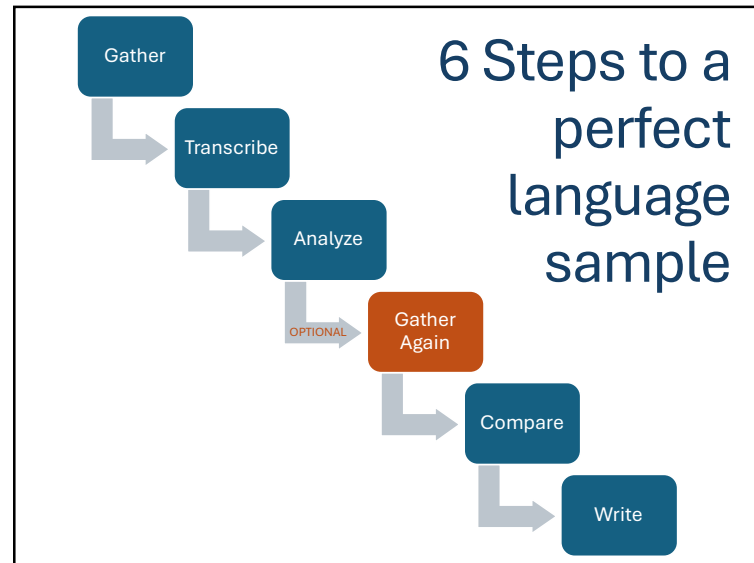 6 Steps to a
perfect
language
sample
Gather
Transcribe
Analyze
OPTIONAL
Gather
Again
Compare
Write